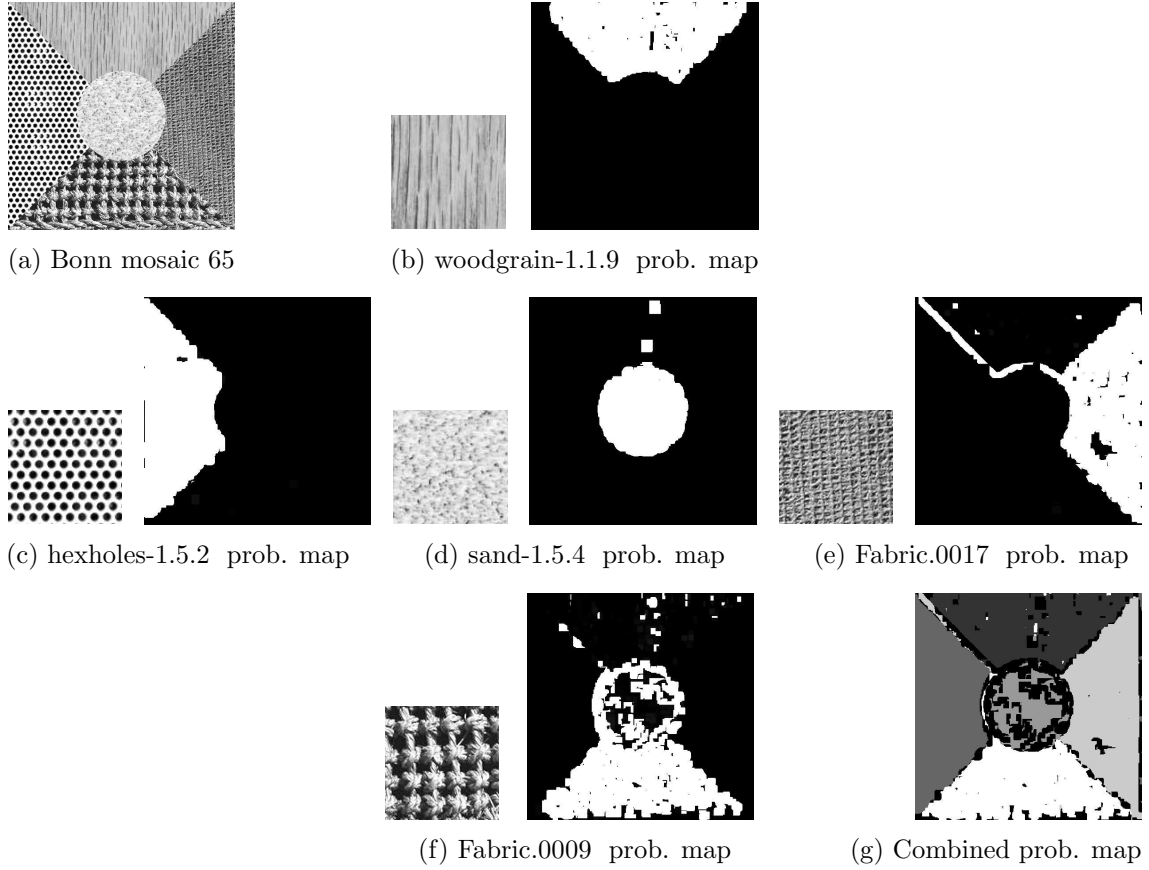 (a) Bonn mosaic 65
(b) woodgrain-1.1.9 prob. map
(c) hexholes-1.5.2 prob. map
(d) sand-1.5.4 prob. map
(e) Fabric.0017 prob. map
(f) Fabric.0009 prob. map
(g) Combined prob. map